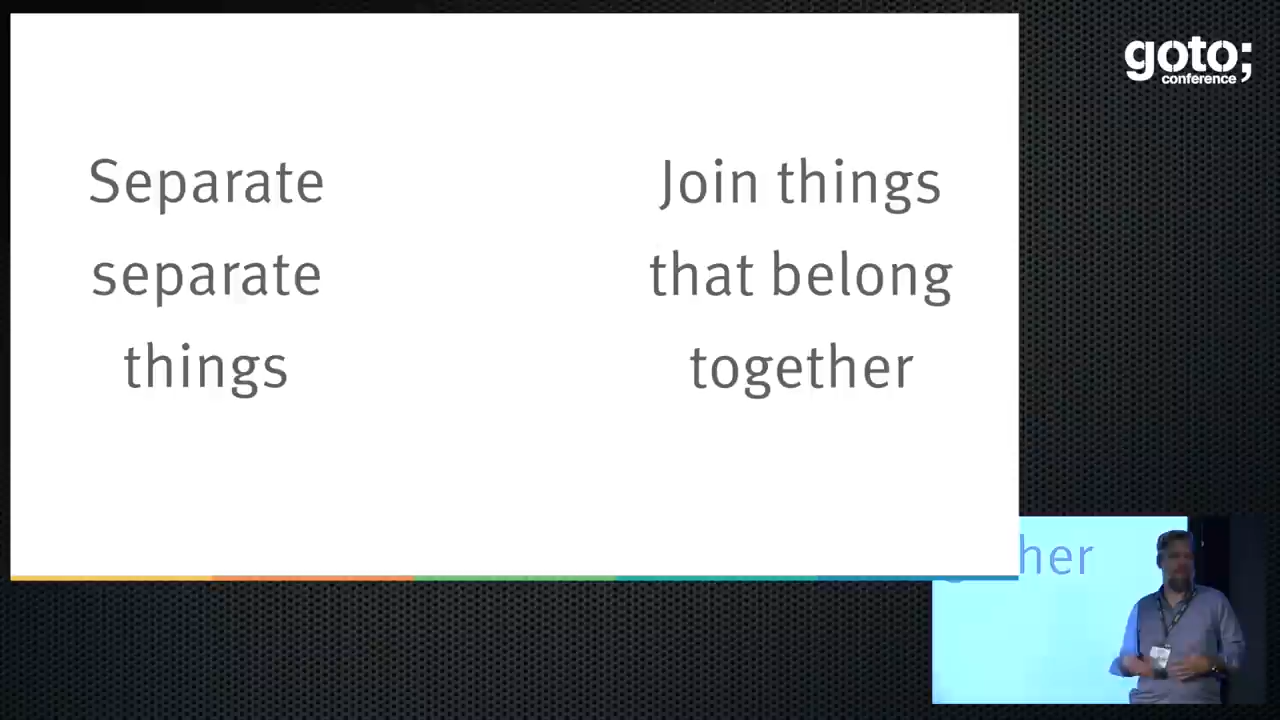 goto;
conference
Separate
separate
things
Join things
that belong
together
her